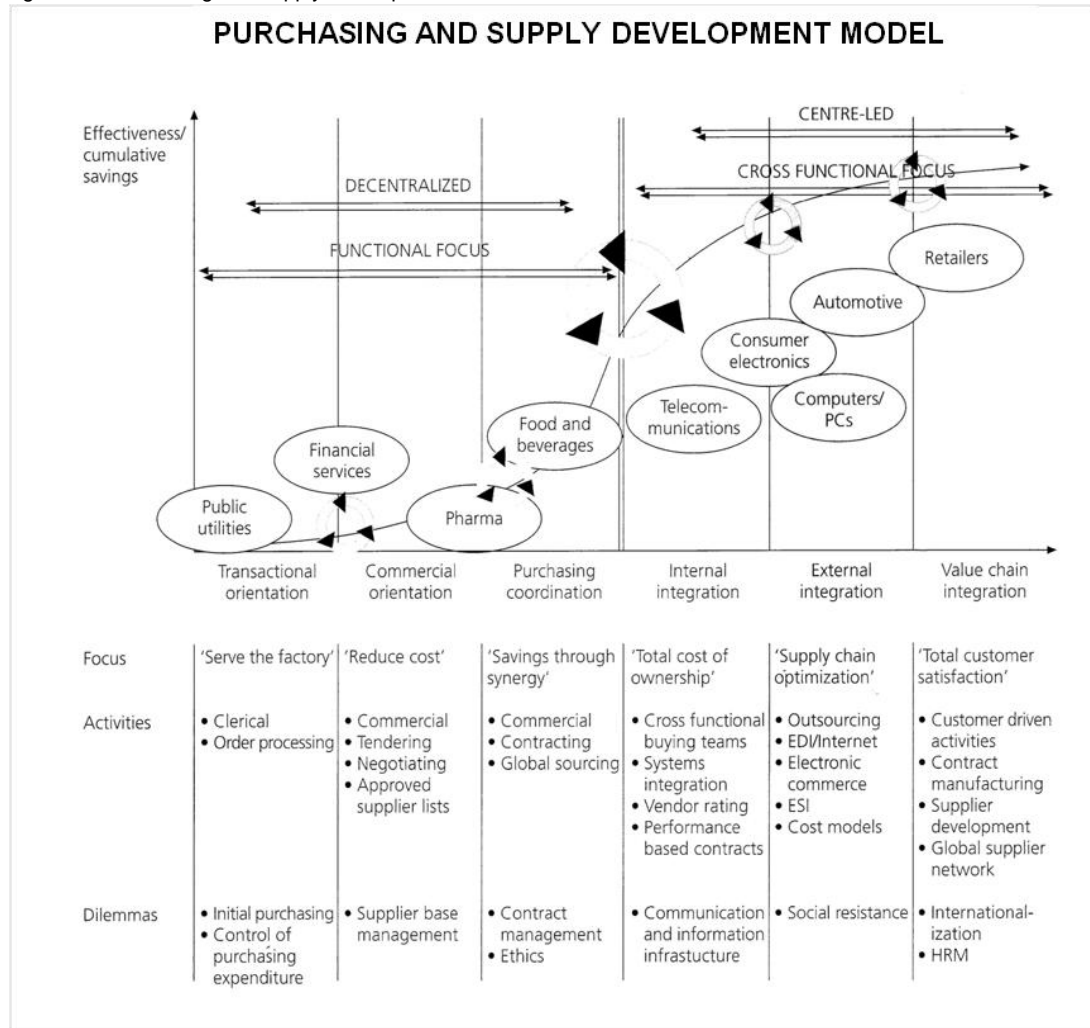 PURCHASING AND SUPPLY DEVELOPMENT MODEL
Effectiveness/
cumulative
savings
CENTRE-LED
CROSS FUNCTIONAL FOCUS
DECENTRALIZED
FUNCTIONAL FOCUS
Retailers
Automotive
Consumer
electronics
Computers/
PCs
Telecom-
munications
Food and
beverages
Financial
services
Pharma
Public
utilities
Transactional
orientation
Commercial
orientation
Purchasing
coordination
Internal
integration
External
integration
Value chain
integration
Focus
'Serve the factory'
'Reduce cost'
'Savings through
synergy'
'Total cost of
ownership'
'Supply chain
optimization'
'Total customer
satisfaction'
Activities
• Clerical
• Order processing
• Commercial
• Tendering
• Negotiating
• Approved
supplier lists
• Commercial
• Contracting
• Global sourcing
• Cross functional
buying teams
• Systems
integration
• Vendor rating
• Performance
based contracts
• Outsourcing
• EDI/Internet
• Electronic
commerce
• ESI
• Cost models
• Customer driven
activities
• Contract
manufacturing
• Supplier
development
• Global supplier
network
Dilemmas
• Initial purchasing
• Control of
purchasing
expenditure
• Supplier base
management
• Contract
management
• Ethics
• Communication
and information
infrastucture
• Social resistance
• International-
ization
• HRM